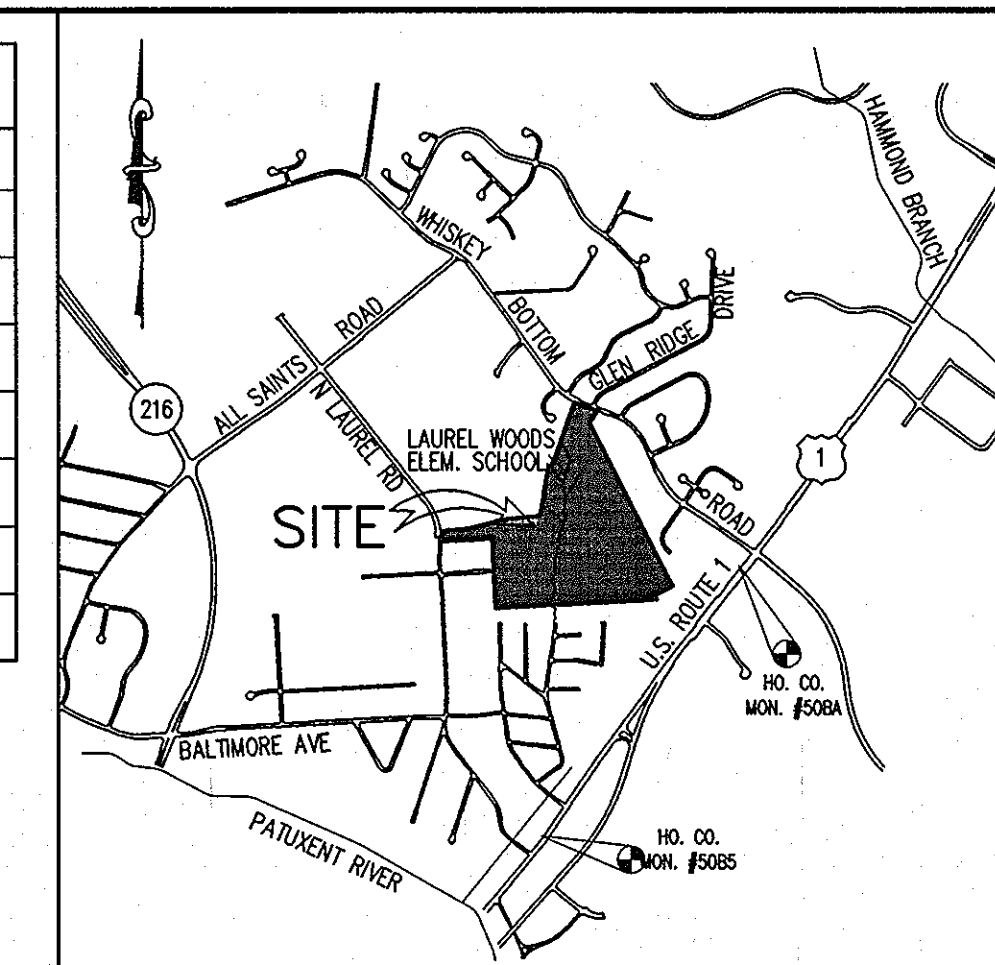 HAMMOND BRANCH
WHISKEY
BOTTOM
ROAD
DRIVE
GLEN RIDGE
ALL SAINTS
ROAD
N LAUREL RD
216
LAUREL WOODS
ELEM. SCHOOL
1
SITE
U.S. ROUTE 1
HO. CO.
MON. #50BA
BALTIMORE AVE
PATUXENT RIVER
HO. CO.
MON. #50B5